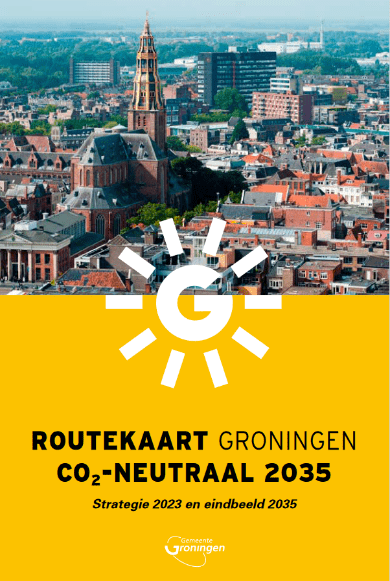 G
ROUTEKAART GRONINGEN
CO₂-NEUTRAAL 2035
Strategie 2023 en eindbeeld 2035
Gemeente
Groningen